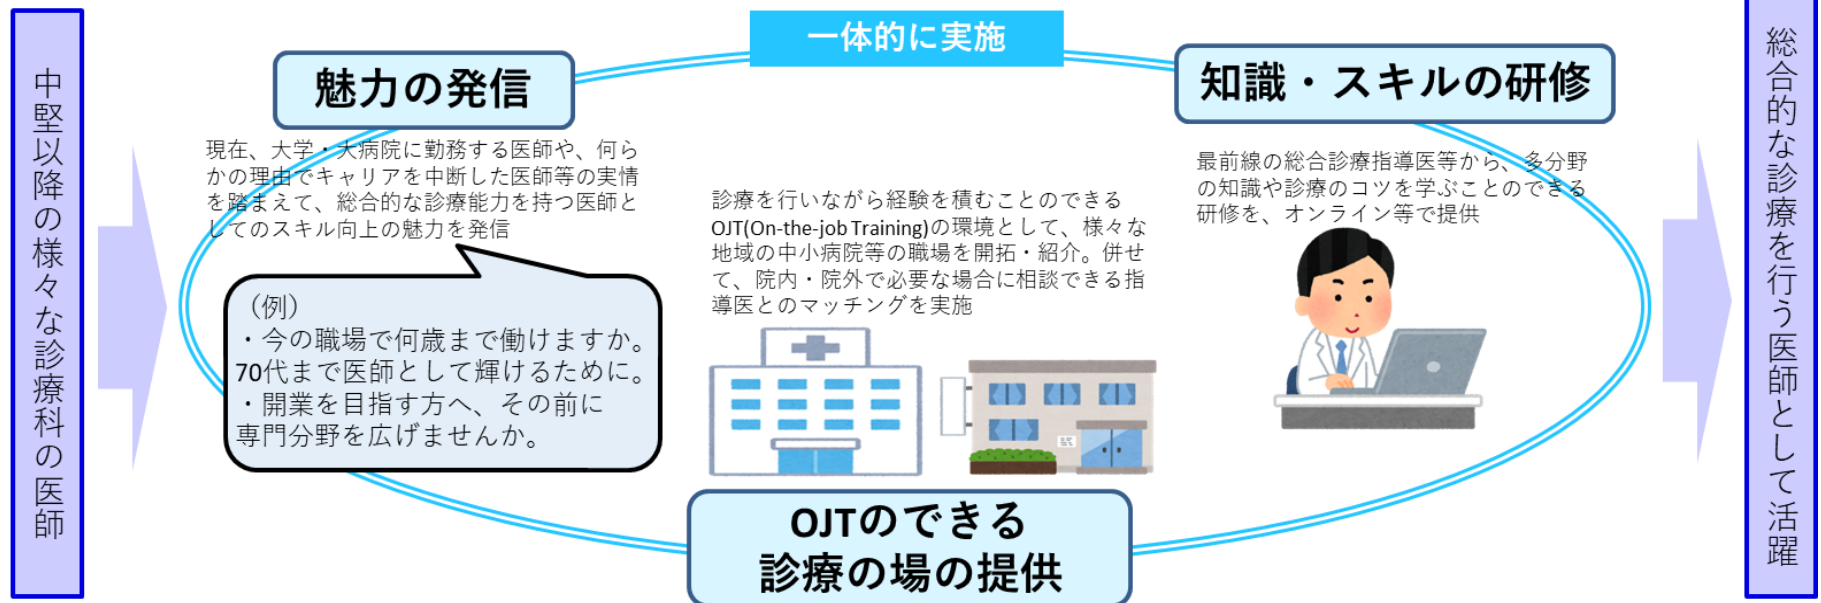 中堅以降の様々な診療科の医師
一体的に実施
魅力の発信
現在、大学・大病院に勤務する医師や、何ら
かの理由でキャリアを中断した医師等の実情
を踏まえて、総合的な診療能力を持つ医師と
してのスキル向上の魅力を発信
（例）
・今の職場で何歳まで働けますか。
70代まで医師として輝けるために。
・開業を目指す方へ、その前に
専門分野を広げませんか。
診療を行いながら経験を積むことのできる
OJT(On-the-job Training)の環境として、様々な
地域の中小病院等の職場を開拓・紹介。併せ
て、院内・院外で必要な場合に相談できる指
導医とのマッチングを実施
OJTのできる
診療の場の提供
知識・スキルの研修
最前線の総合診療指導医等から、多分野
の知識や診療のコツを学ぶことのできる
研修を、オンライン等で提供
総合的な診療を行う医師として活躍